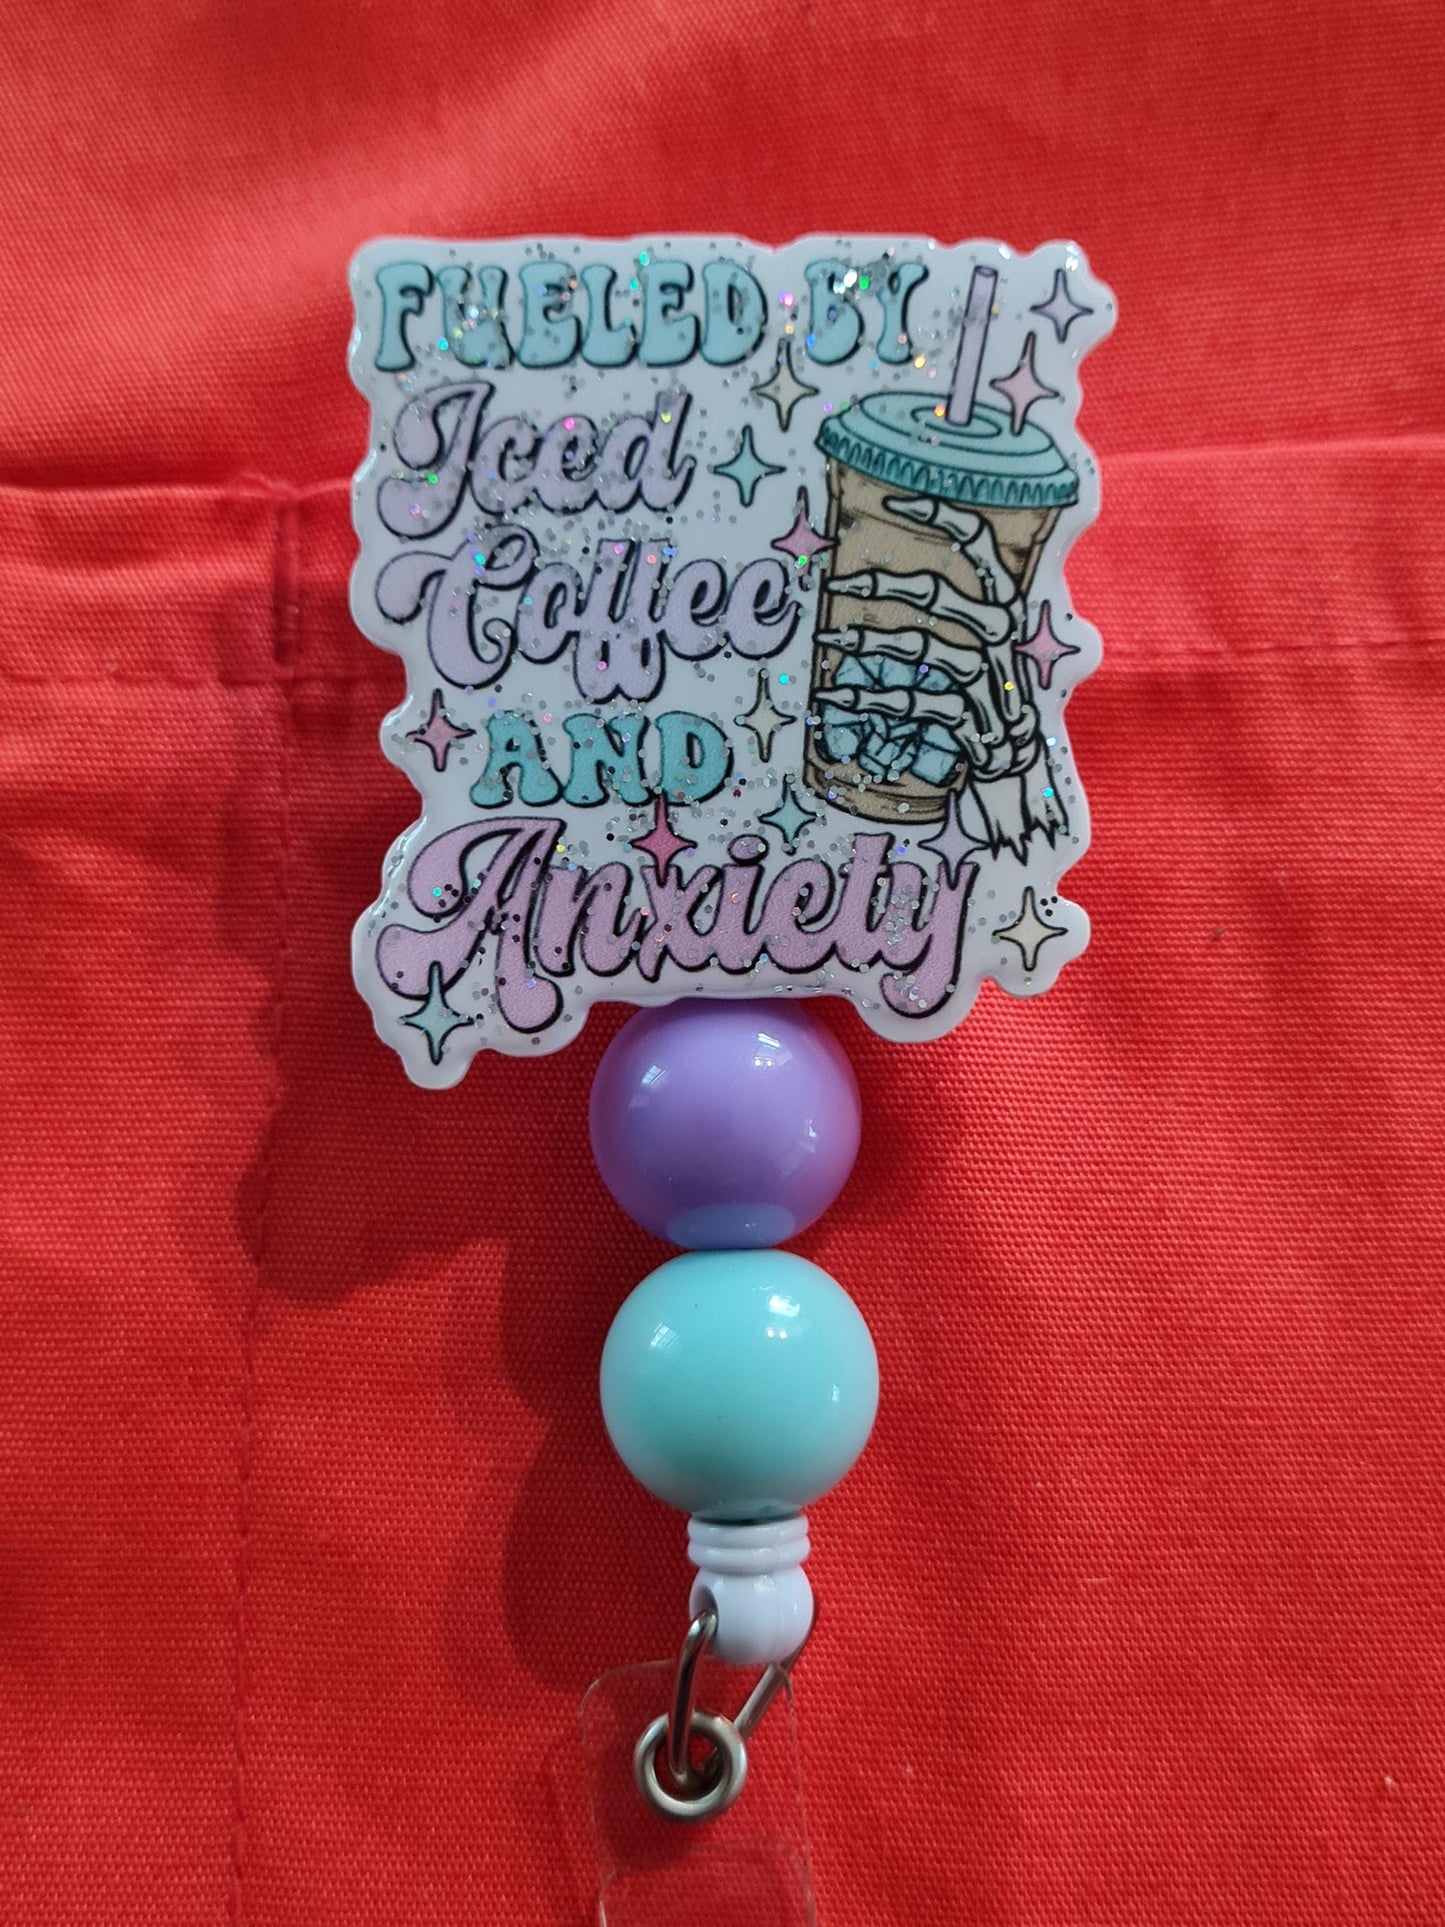 FUELED BY
Iced
Coffee
AND
Anxiety